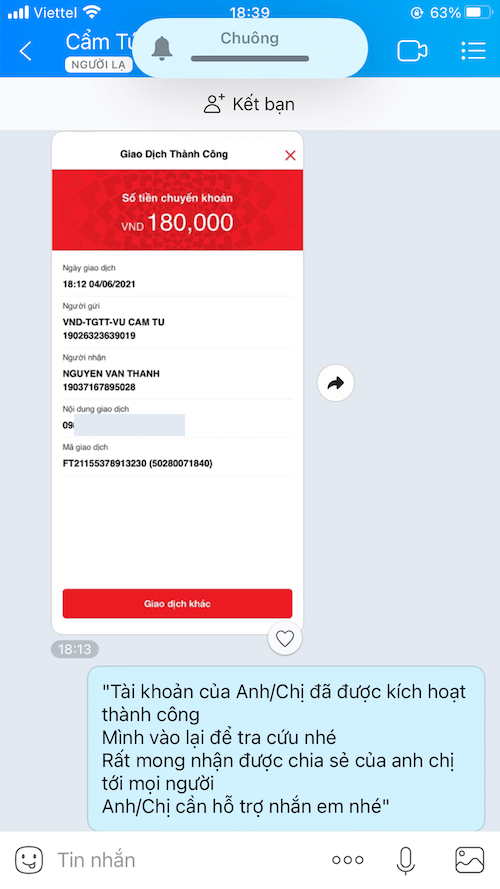 Viettel 18:39 63%
Cẩm Tú
Chuông
NGƯỜI LẠ
Kết bạn
Giao Dịch Thành Công
Số tiền chuyển khoản
VND 180,000
Ngày giao dịch
18:12 04/06/2021
Người gửi
VND-TGTT-VU CAM TU
19026323639019
Người nhận
NGUYEN VAN THANH
19037167895028
Nội dung giao dịch
Mã giao dịch
FT21155378913230 (50280071840)
Giao dịch khác
18:13
"Tài khoản của Anh/Chị đã được kích hoạt
thành công
Mình vào lại để tra cứu nhé
Rất mong nhận được chia sẻ của anh chị
tới mọi người
Anh/Chị cần hỗ trợ nhắn em nhé"
Tin nhắn